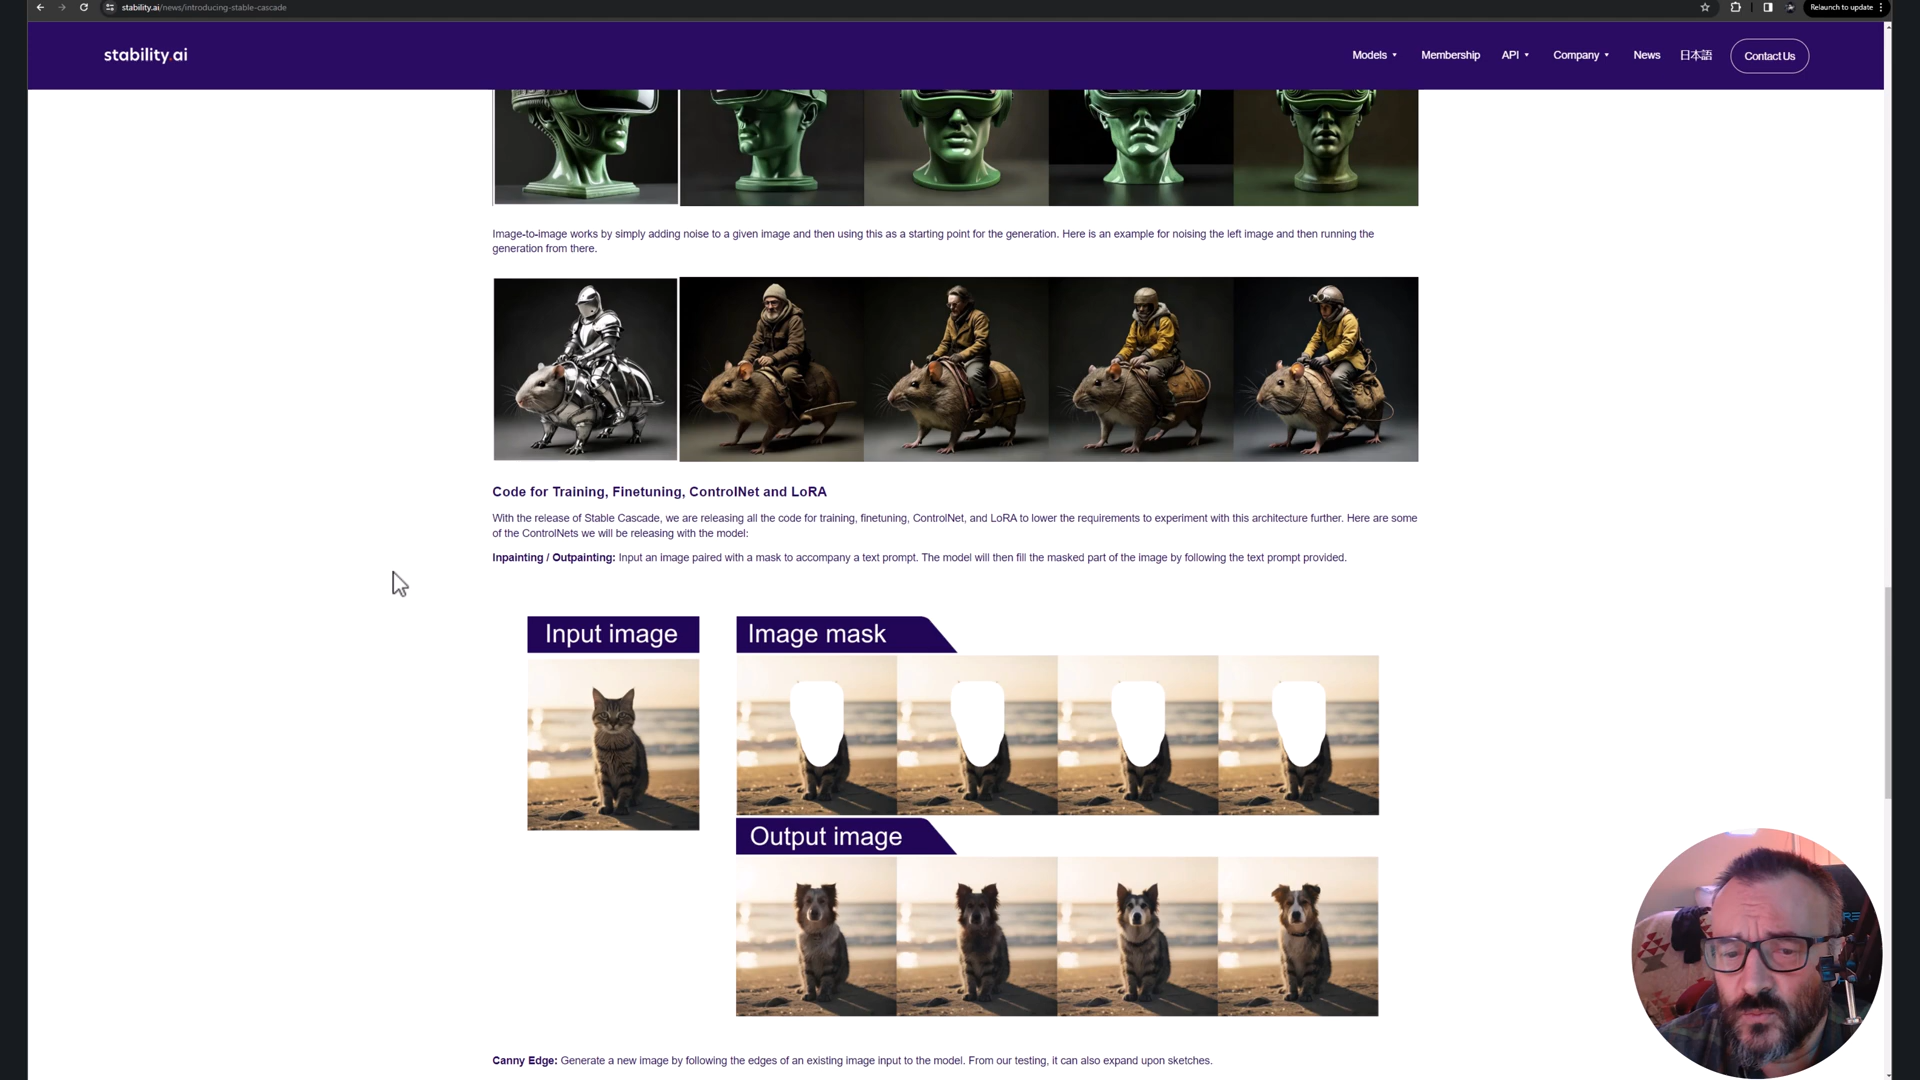 stability.ai/news/introducing-stable-cascade
Relaunch to update
stability.ai
Models
Membership
API
Company
News
日本語
Contact Us
Image-to-image works by simply adding noise to a given image and then using this as a starting point for the generation. Here is an example for noising the left image and then running the
generation from there.
Code for Training, Finetuning, ControlNet and LoRA
With the release of Stable Cascade, we are releasing all the code for training, finetuning, ControlNet, and LoRA to lower the requirements to experiment with this architecture further. Here are some
of the ControlNets we will be releasing with the model:
Inpainting / Outpainting: Input an image paired with a mask to accompany a text prompt. The model will then fill the masked part of the image by following the text prompt provided.
Input image
Image mask
Output image
Canny Edge: Generate a new image by following the edges of an existing image input to the model. From our testing, it can also expand upon sketches.